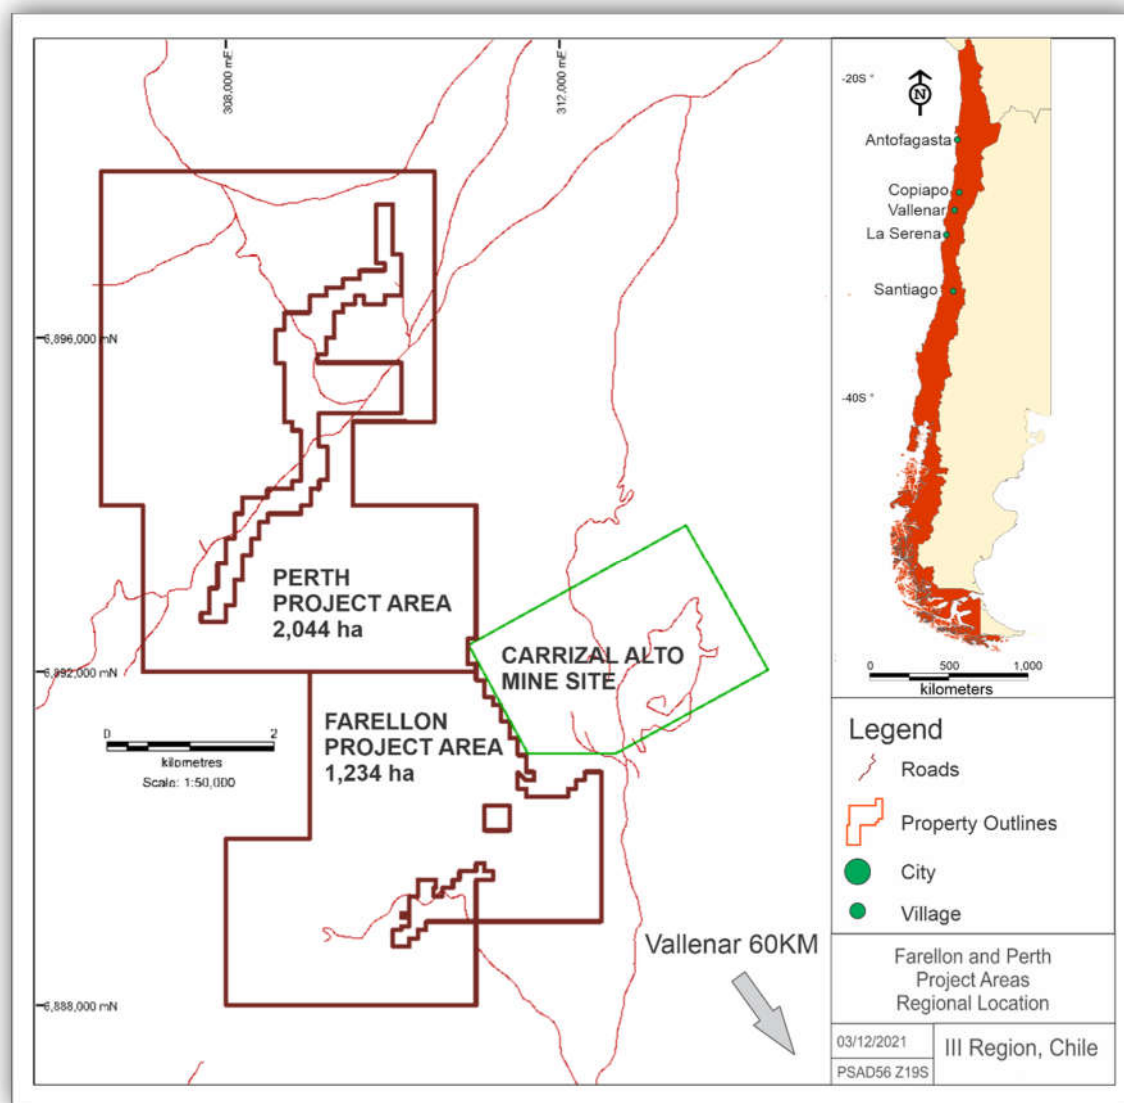 308,000 mE
312,000 mE
,896,000 mN
,892,000 mN
,888,000 mN
PERTH
PROJECT AREA
2,044 ha
CARRIZAL ALTO
MINE SITE
FARELLON
PROJECT AREA
1,234 ha
0 2
kilometres
Scale: 1:50,000
Vallenar 60KM
-20S °
N
Antofagasta
Copiapo
Vallenar
La Serena
Santiago
-40S °
0 500 1,000
kilometers
Legend
Roads
Property Outlines
City
Village
Farellon and Perth
Project Areas
Regional Location
03/12/2021
III Region, Chile
PSAD56 Z19S